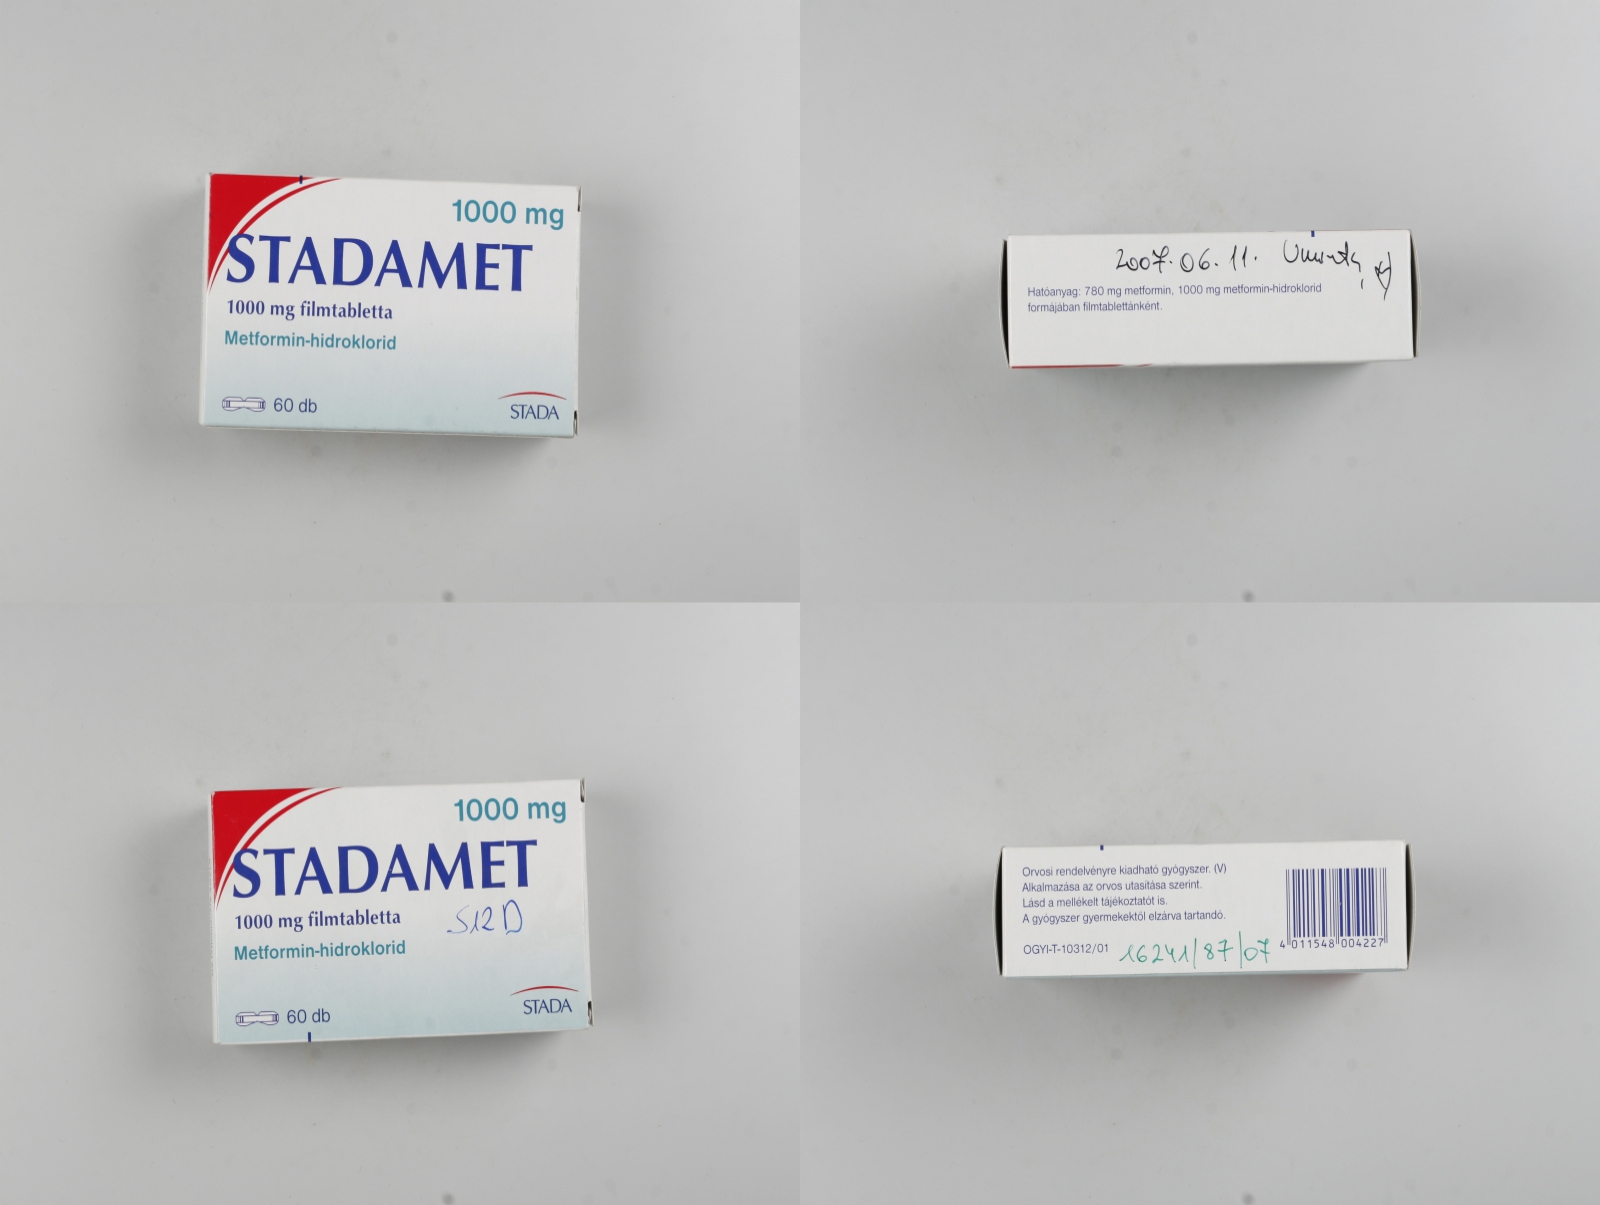 1000 mg
STADAMET
1000 mg filmtabletta
Metformin-hidroklorid
60 db
STADA
2007.06.11.
Hatóanyag: 780 mg metformin, 1000 mg metformin-hidroklorid
formájában filmtablettánként.
1000 mg
STADAMET
1000 mg filmtabletta
S12D
Metformin-hidroklorid
60 db
STADA
Orvosi rendelvényre kiadható gyógyszer. (V)
Alkalmazása az orvos utasítása szerint.
Lásd a mellékelt tájékoztatót is.
A gyógyszer gyermekektől elzárva tartandó.
OGYI-T-10312/01 16241/87/07
4 011548 004227